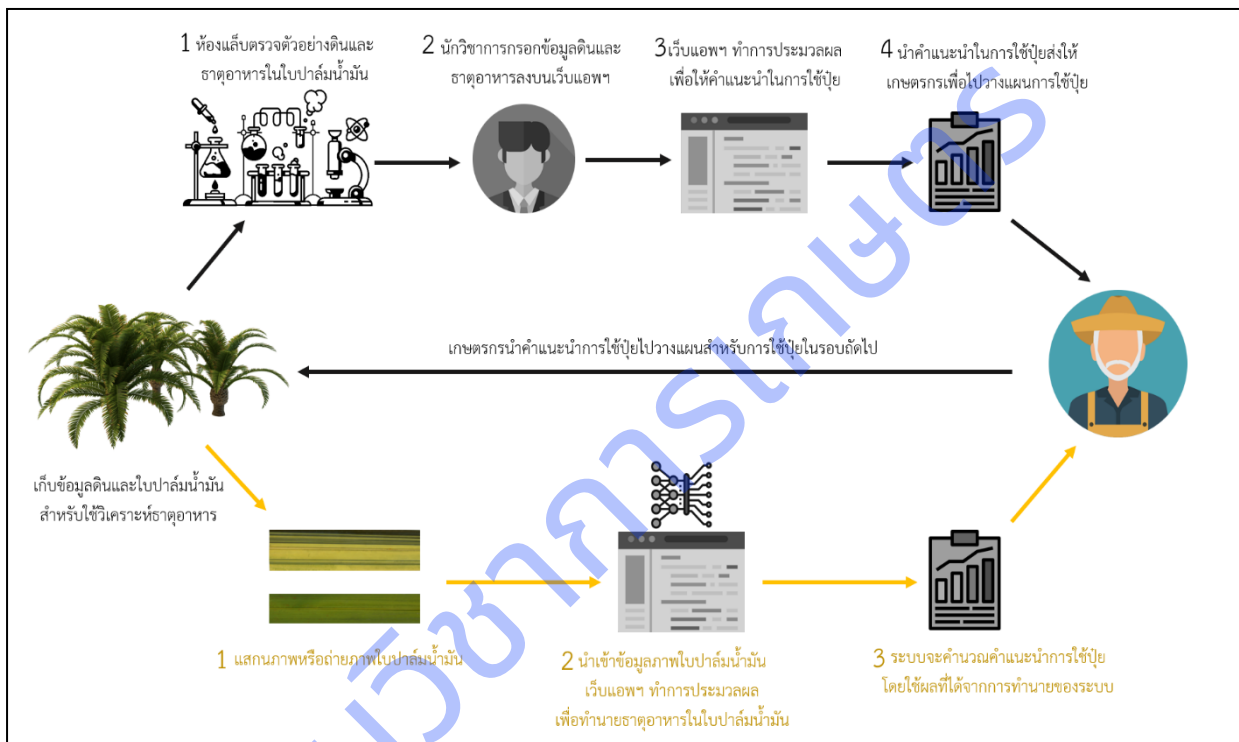 1 ห้องแล็บตรวจตัวอย่างดินและ
ธาตุอาหารในใบปาล์มน้ำมัน
2 นักวิชาการกรอกข้อมูลดินและ
ธาตุอาหารลงบนเว็บแอพฯ
3 เว็บแอพฯ ทำการประมวลผล
เพื่อให้คำแนะนำในการใช้ปุ๋ย
4 นำคำแนะนำในการใช้ปุ๋ยส่งให้
เกษตรกรเพื่อไปวางแผนการใช้ปุ๋ย
เกษตรกรนำคำแนะนำการใช้ปุ๋ยไปวางแผนสำหรับการใช้ปุ๋ยในรอบถัดไป
เก็บข้อมูลดินและใบปาล์มน้ำมัน
สำหรับใช้วิเคราะห์ธาตุอาหาร
1 แสกนภาพหรือถ่ายภาพใบปาล์มน้ำมัน
2 นำเข้าข้อมูลภาพใบปาล์มน้ำมัน
เว็บแอพฯ ทำการประมวลผล
เพื่อทำนายธาตุอาหารในใบปาล์มน้ำมัน
3 ระบบจะคำนวณคำแนะนำการใช้ปุ๋ย
โดยใช้ผลที่ได้จากการทำนายของระบบ
วิชาการเกษตร